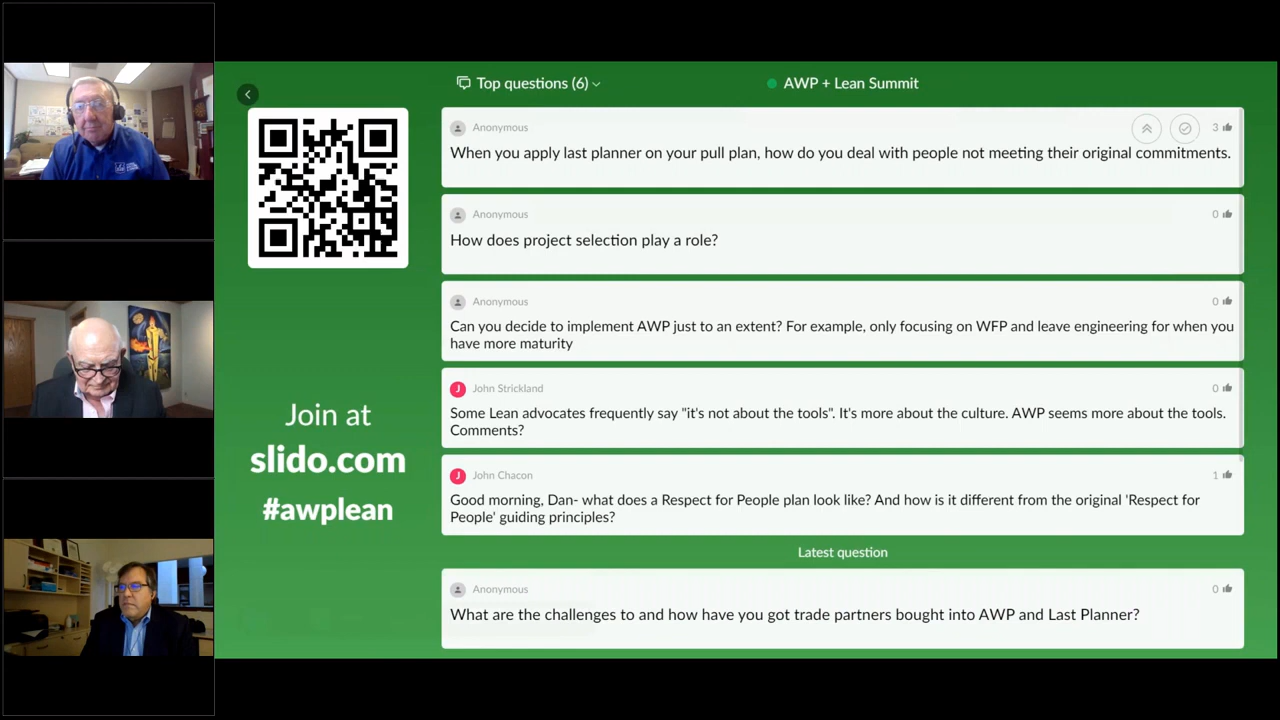 Top questions (6)
AWP + Lean Summit
Anonymous
3
When you apply last planner on your pull plan, how do you deal with people not meeting their original commitments.
Anonymous
0
How does project selection play a role?
Anonymous
0
Can you decide to implement AWP just to an extent? For example, only focusing on WFP and leave engineering for when you
have more maturity
J John Strickland
0
Some Lean advocates frequently say "it's not about the tools". It's more about the culture. AWP seems more about the tools.
Comments?
J John Chacon
1
Good morning, Dan- what does a Respect for People plan look like? And how is it different from the original 'Respect for
People' guiding principles?
Latest question
Anonymous
0
What are the challenges to and how have you got trade partners bought into AWP and Last Planner?
Join at
slido.com
#awplean